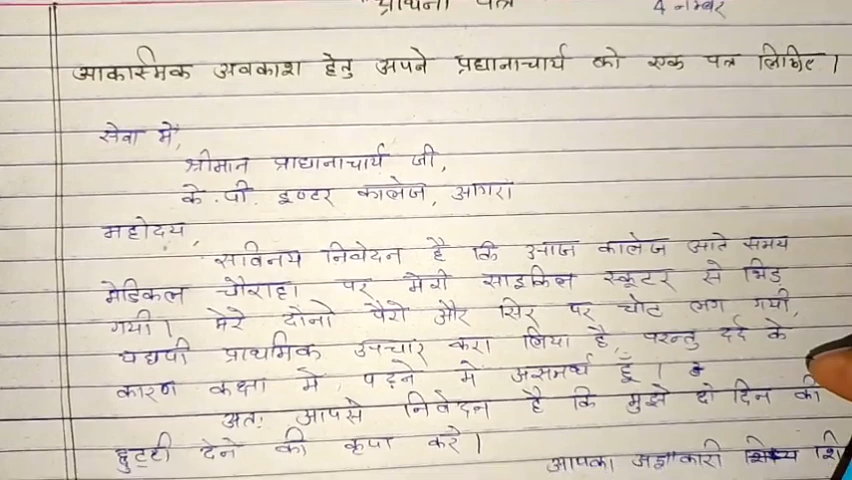 प्रार्थना पत्र 4 नम्बर
आकस्मिक अवकाश हेतु अपने प्रधानाचार्य को एक पत्र लिखिए ।
सेवा में,
श्रीमान प्राधानाचार्य जी,
के . पी . इण्टर कालेज, आगरा
महोदय,
सविनय निवेदन है कि आज कालेज आते समय
मेडिकल चौराहा पर मेरी साइकिल स्कूटर से भिड़
गयी । मेरे दोनो पैरो और सिर पर चोट लग गयी,
यद्यपी प्राथमिक उपचार करा लिया है, परन्तु दर्द के
कारण कक्षा में पढ़ने में असमर्थ हूँ ।
अतः आपसे निवेदन है कि मुझे दो दिन की
छुट्टी देने की कृपा करे ।
आपका अज्ञाकारी शिष्य